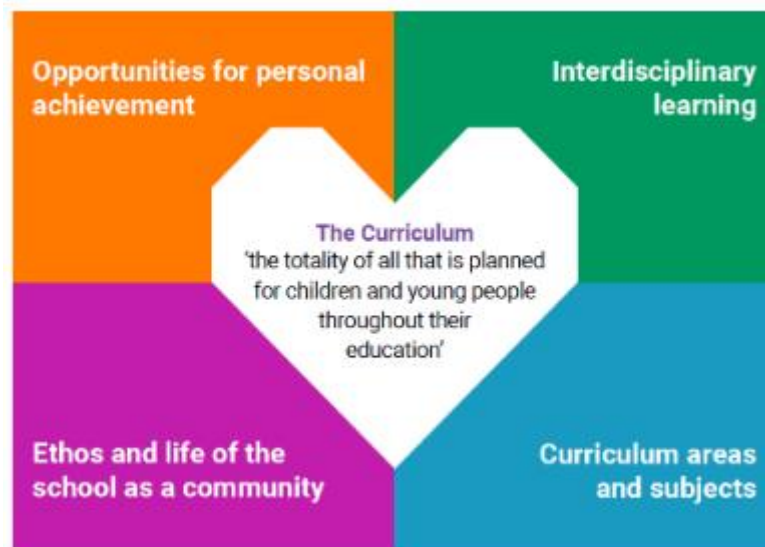 Opportunities for personal
achievement
Interdisciplinary
learning
The Curriculum
‘the totality of all that is planned
for children and young people
throughout their
education’
Ethos and life of the
school as a community
Curriculum areas
and subjects